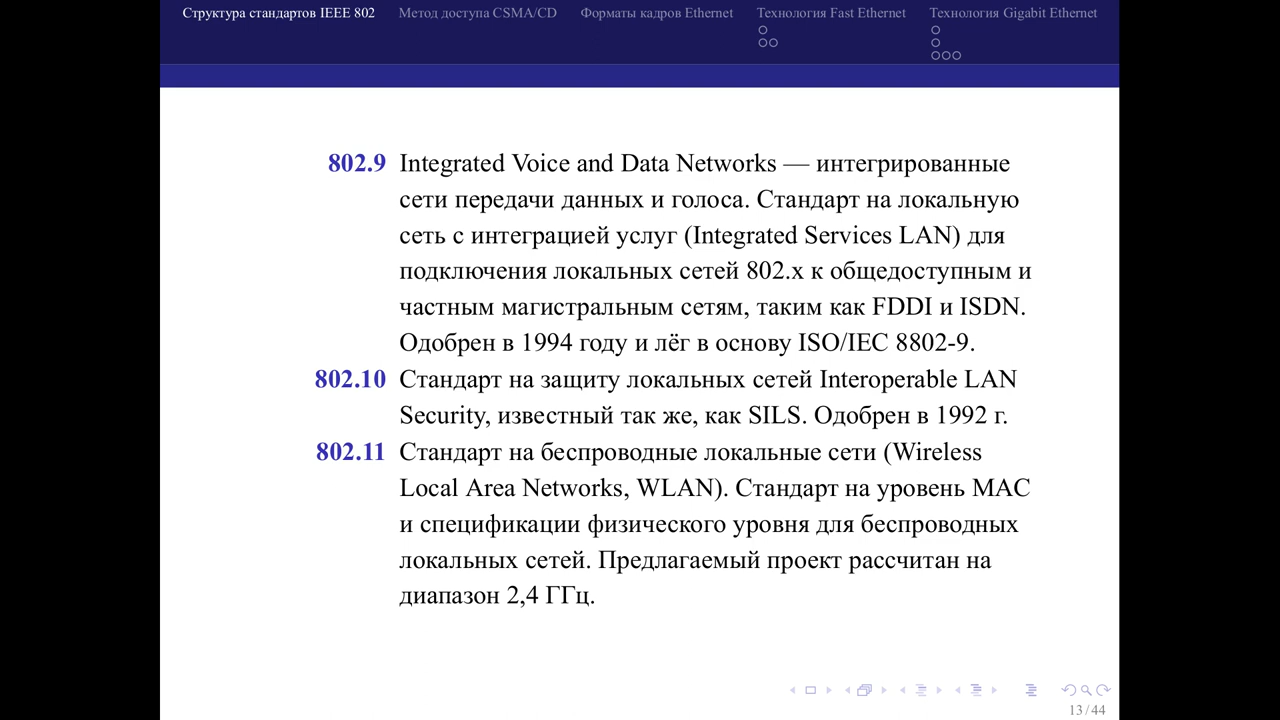 Структура стандартов IEEE 802 Метод доступа CSMA/CD Форматы кадров Ethernet Технология Fast Ethernet Технология Gigabit Ethernet
802.9 Integrated Voice and Data Networks — интегрированные
сети передачи данных и голоса. Стандарт на локальную
сеть с интеграцией услуг (Integrated Services LAN) для
подключения локальных сетей 802.x к общедоступным и
частным магистральным сетям, таким как FDDI и ISDN.
Одобрен в 1994 году и лёг в основу ISO/IEC 8802-9.
802.10 Стандарт на защиту локальных сетей Interoperable LAN
Security, известный так же, как SILS. Одобрен в 1992 г.
802.11 Стандарт на беспроводные локальные сети (Wireless
Local Area Networks, WLAN). Стандарт на уровень MAC
и спецификации физического уровня для беспроводных
локальных сетей. Предлагаемый проект рассчитан на
диапазон 2,4 ГГц.
13/44